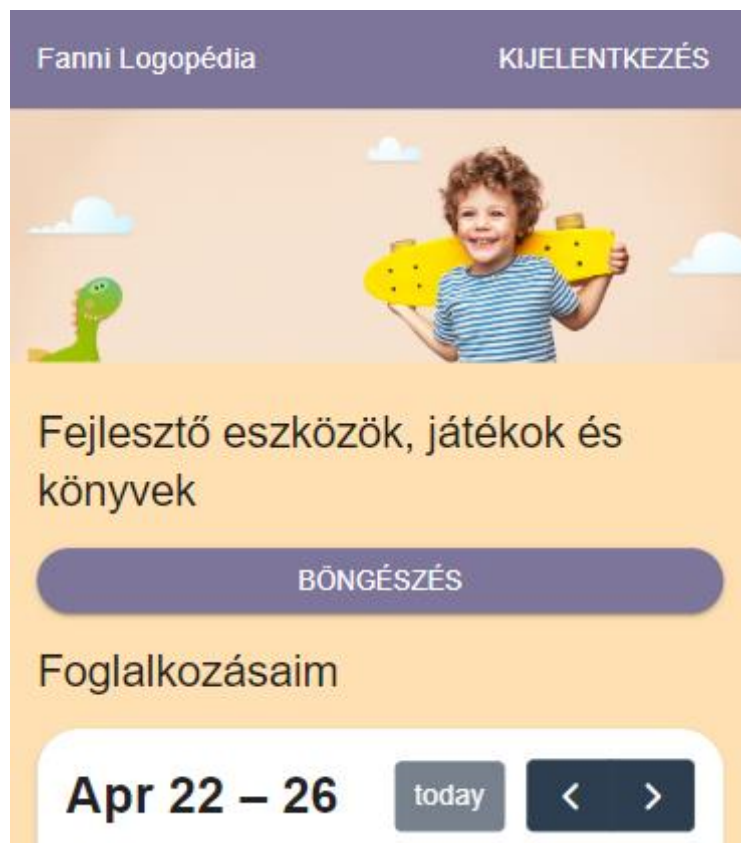 Fanni Logopédia KIJELENTKEZÉS
Fejlesztő eszközök, játékok és
könyvek
BÖNGÉSZÉS
Foglalkozásaim
Apr 22 – 26 today